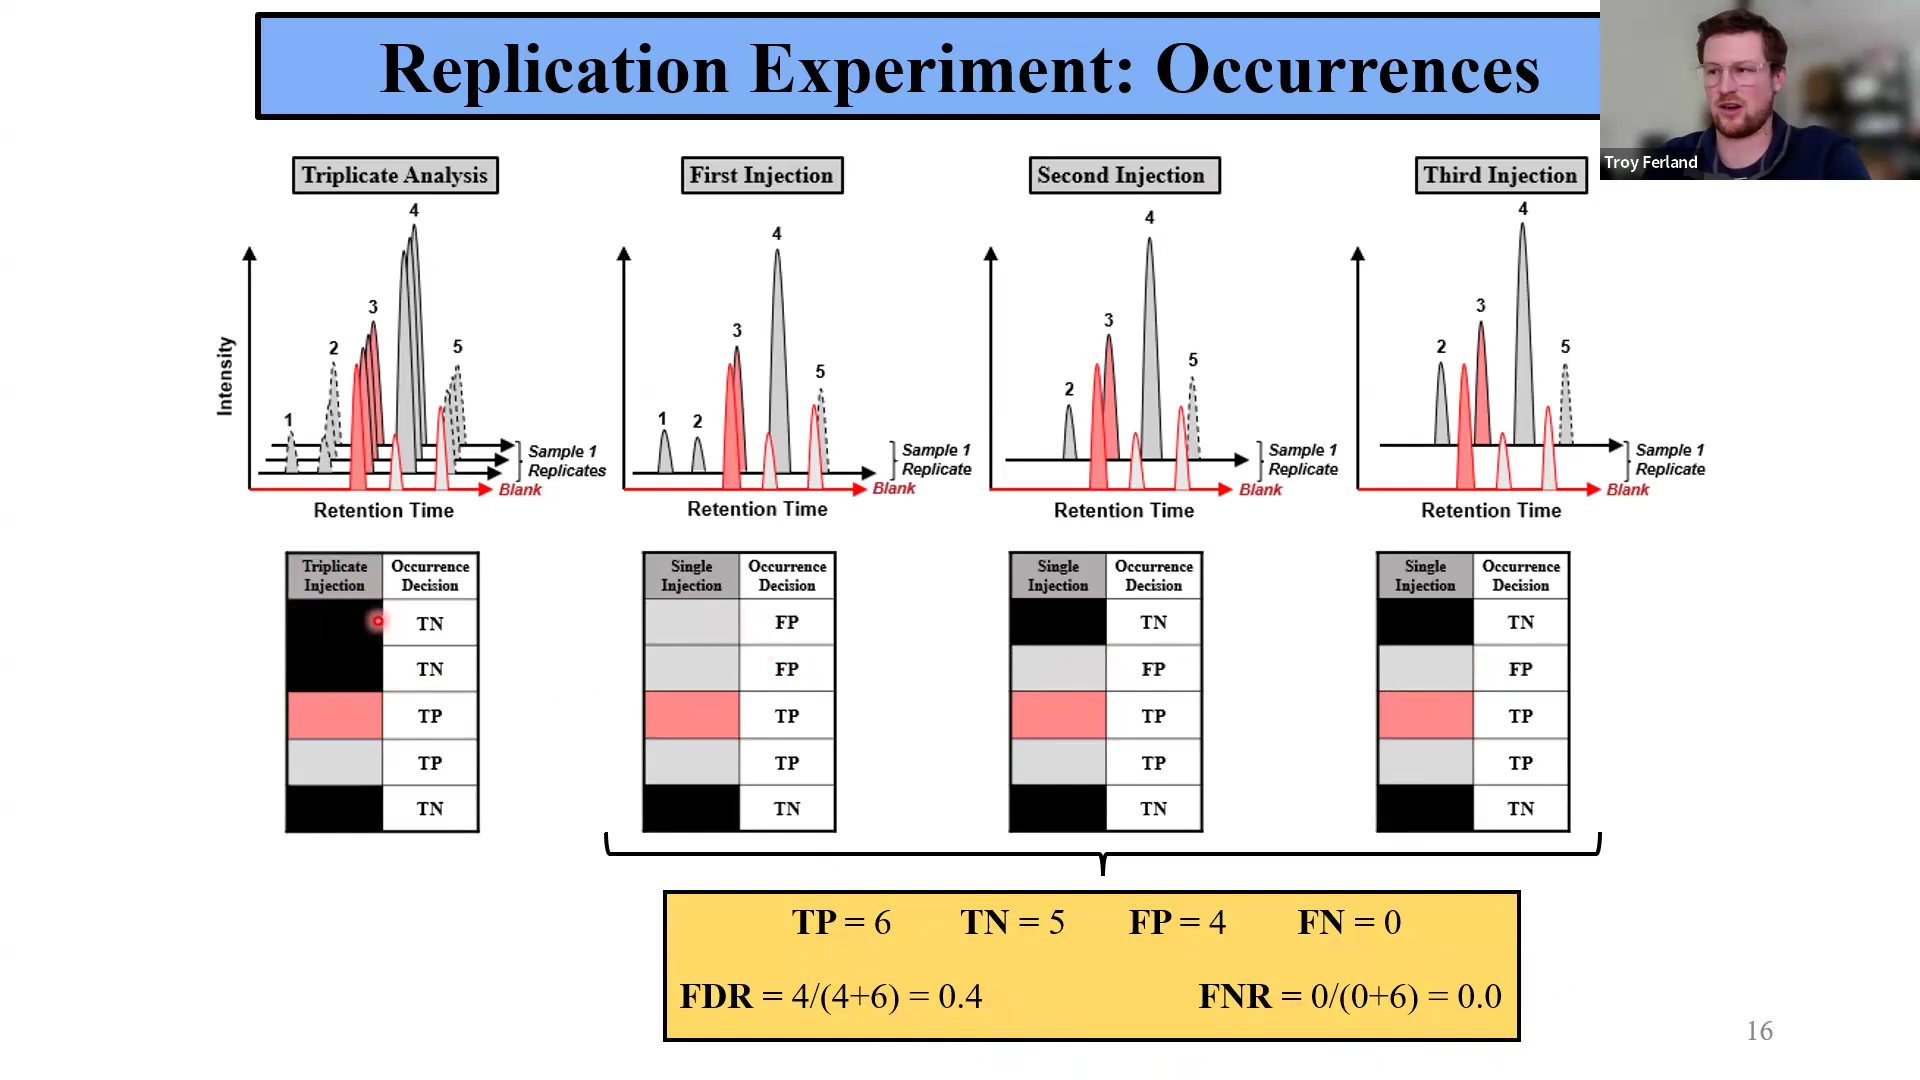 Replication Experiment: Occurrences
Troy Ferland
Triplicate Analysis
First Injection
Second Injection
Third Injection
Intensity
1
2
3
4
5
Sample 1
Replicates
Blank
Retention Time
1
2
3
4
5
Sample 1
Replicate
Blank
Retention Time
2
3
4
5
Sample 1
Replicate
Blank
Retention Time
2
3
4
5
Sample 1
Replicate
Blank
Retention Time
Triplicate Injection Occurrence Decision
TN
TN
TP
TP
TN
Single Injection Occurrence Decision
FP
FP
TP
TP
TN
Single Injection Occurrence Decision
TN
FP
TP
TP
TN
Single Injection Occurrence Decision
TN
FP
TP
TP
TN
TP = 6 TN = 5 FP = 4 FN = 0
FDR = 4/(4+6) = 0.4 FNR = 0/(0+6) = 0.0
16